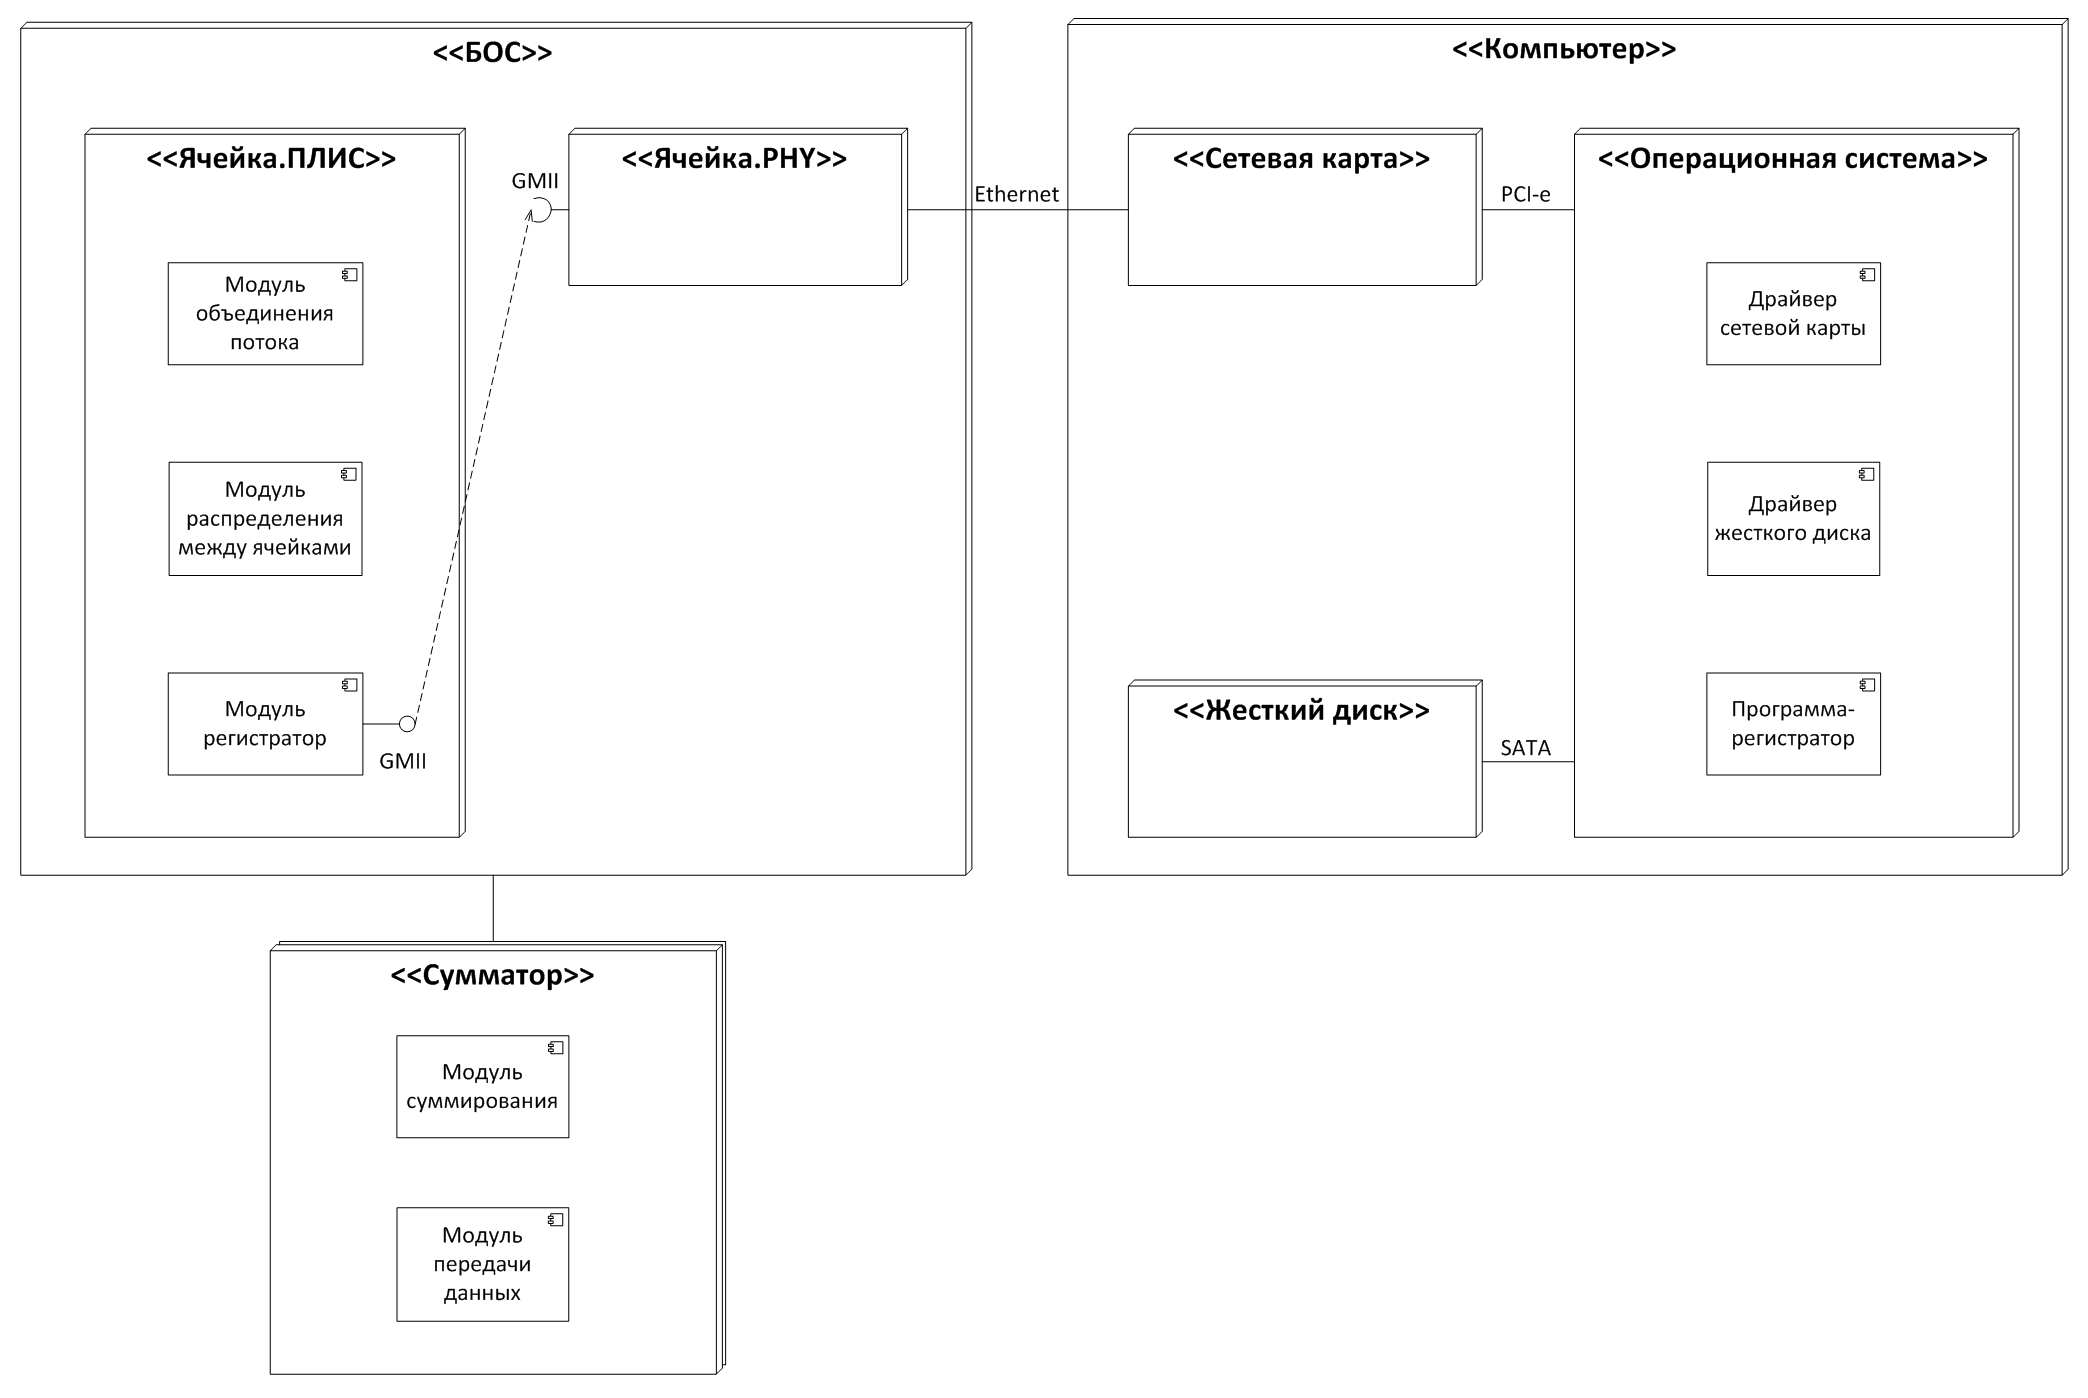 <<БОС>>
<<Ячейка.ПЛИС>>
Модуль
объединения
потока
Модуль
распределения
между ячейками
Модуль
регистратор
GMII
GMII
<<Ячейка.PHY>>
Ethernet
<<Компьютер>>
<<Сетевая карта>>
PCI-e
<<Операционная система>>
Драйвер
сетевой карты
Драйвер
жесткого диска
Программа-
регистратор
<<Жесткий диск>>
SATA
<<Сумматор>>
Модуль
суммирования
Модуль
передачи
данных